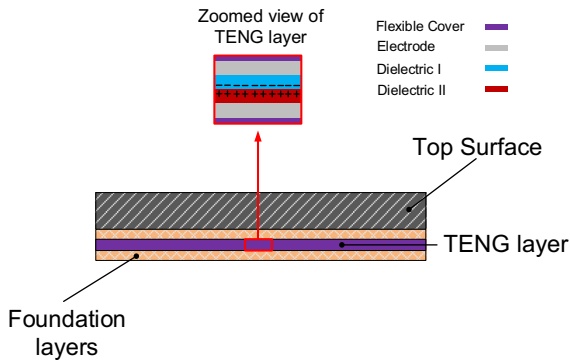 Zoomed view of
TENG layer
Flexible Cover
Electrode
Dielectric I
Dielectric II
− − − − − − − − − −
+ + + + + + + + + +
Top Surface
TENG layer
Foundation
layers